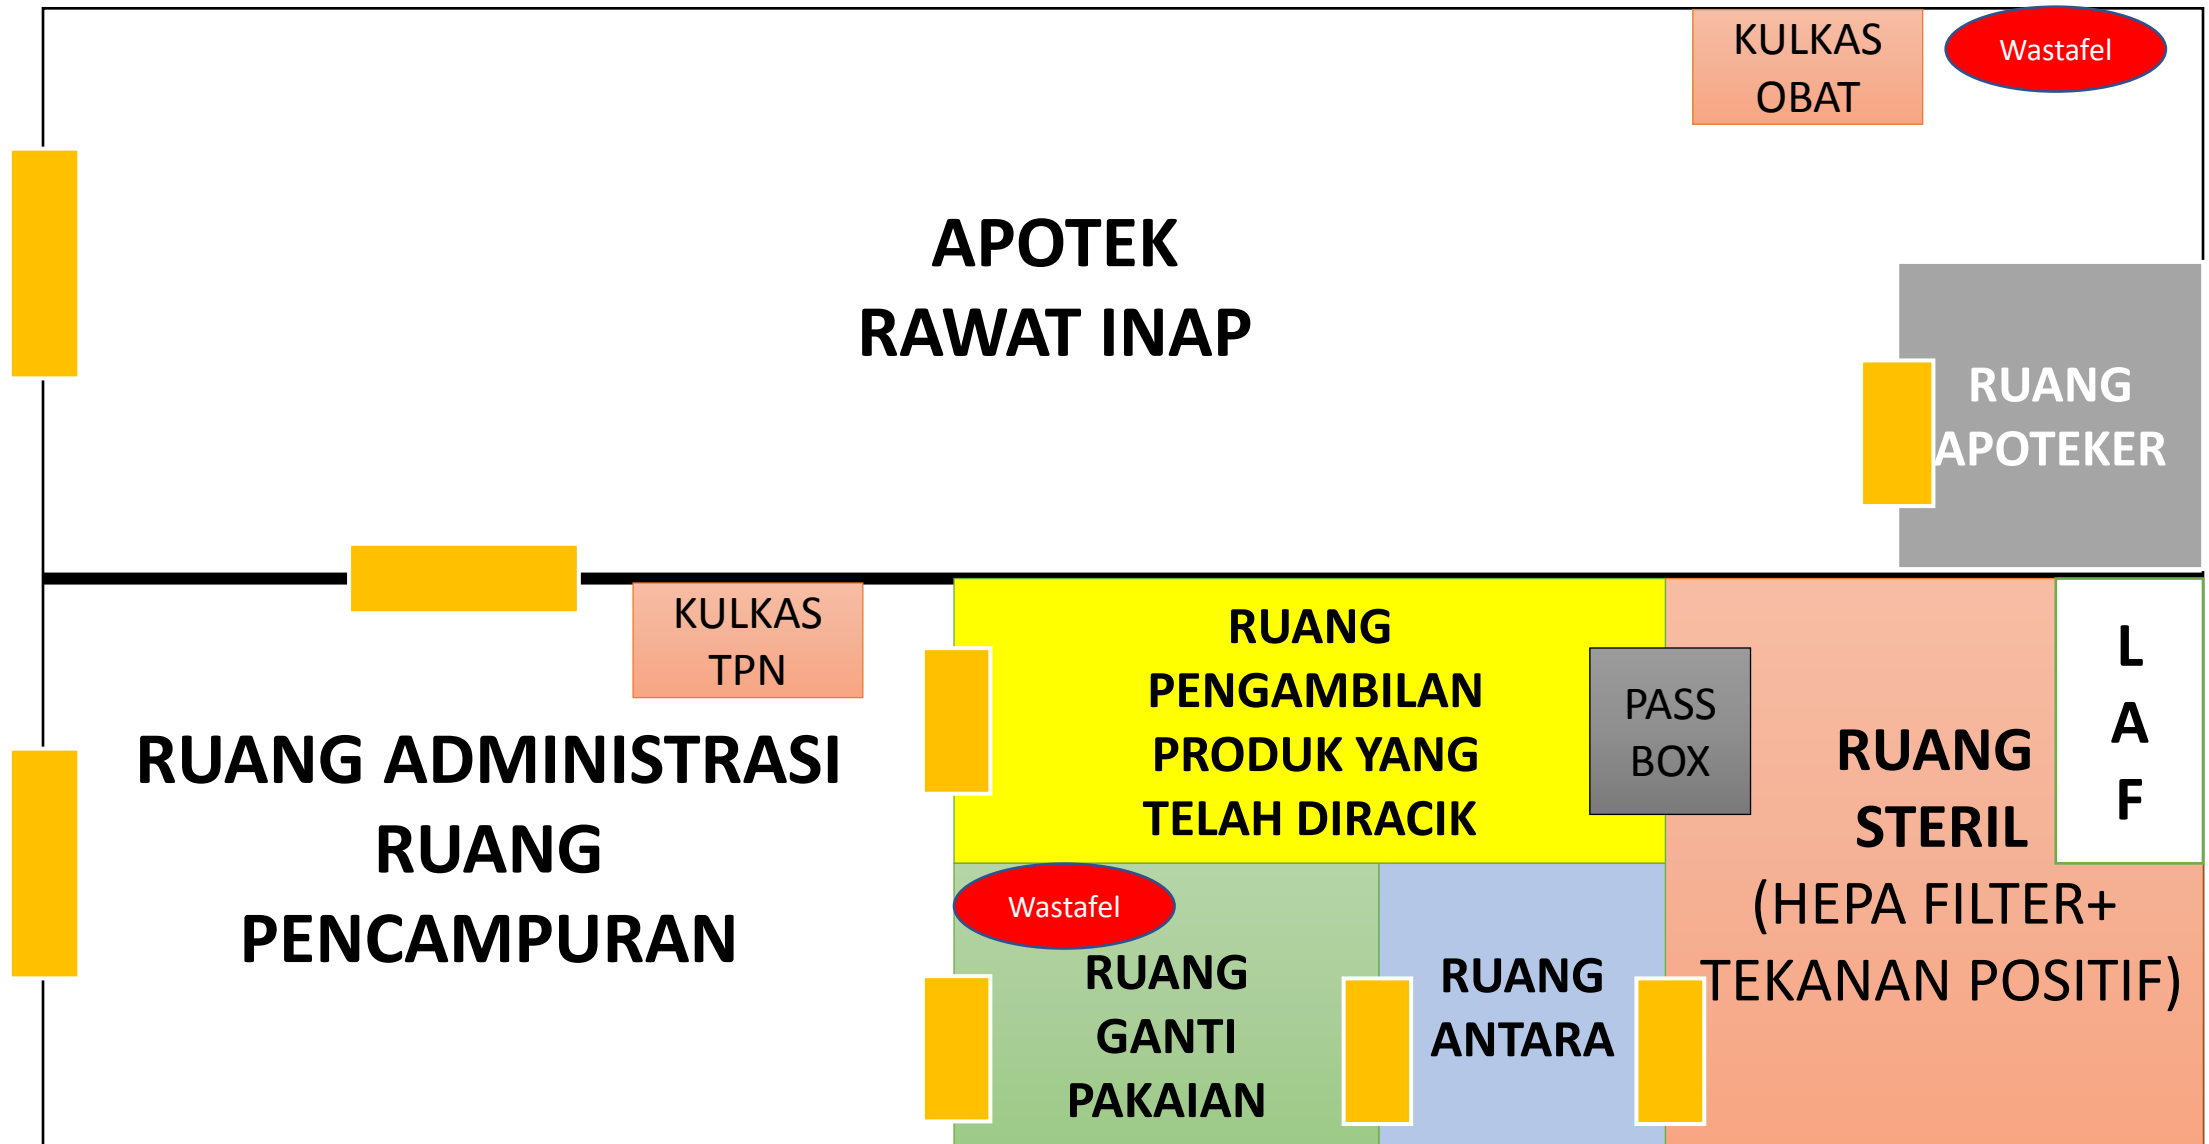 KULKAS
OBAT
Wastafel
APOTEK
RAWAT INAP
RUANG
APOTEKER
KULKAS
TPN
RUANG ADMINISTRASI
RUANG
PENCAMPURAN
RUANG
PENGAMBILAN
PRODUK YANG
TELAH DIRACIK
PASS
BOX
L
A
F
RUANG
STERIL
(HEPA FILTER+
TEKANAN POSITIF)
Wastafel
RUANG
GANTI
PAKAIAN
RUANG
ANTARA